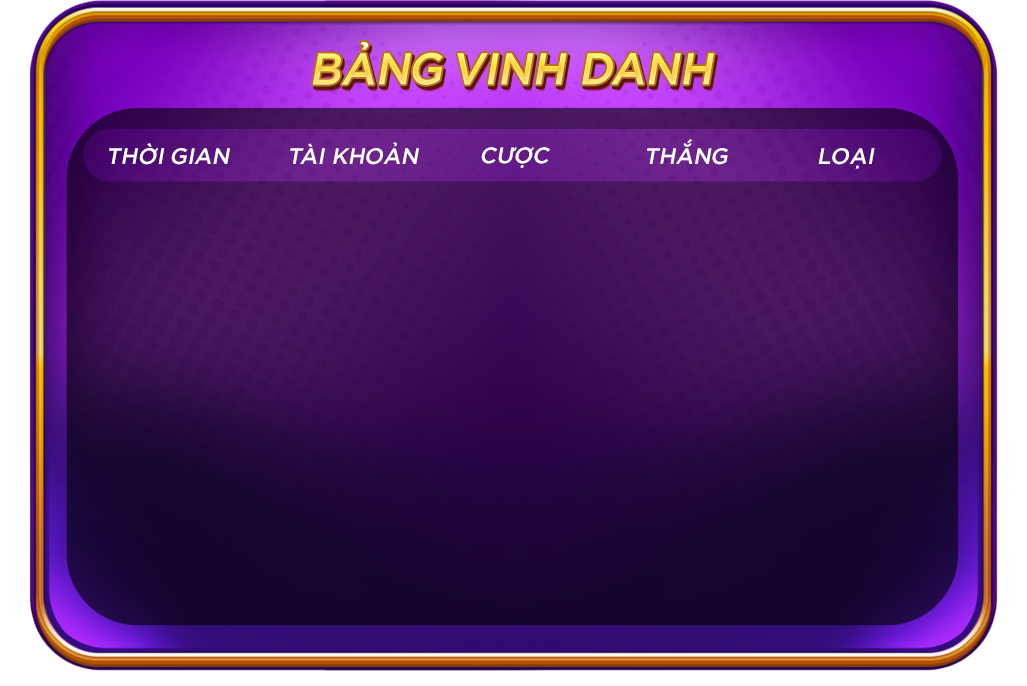 BẢNG VINH DANH
THỜI GIAN TÀI KHOẢN CƯỢC THẮNG LOẠI